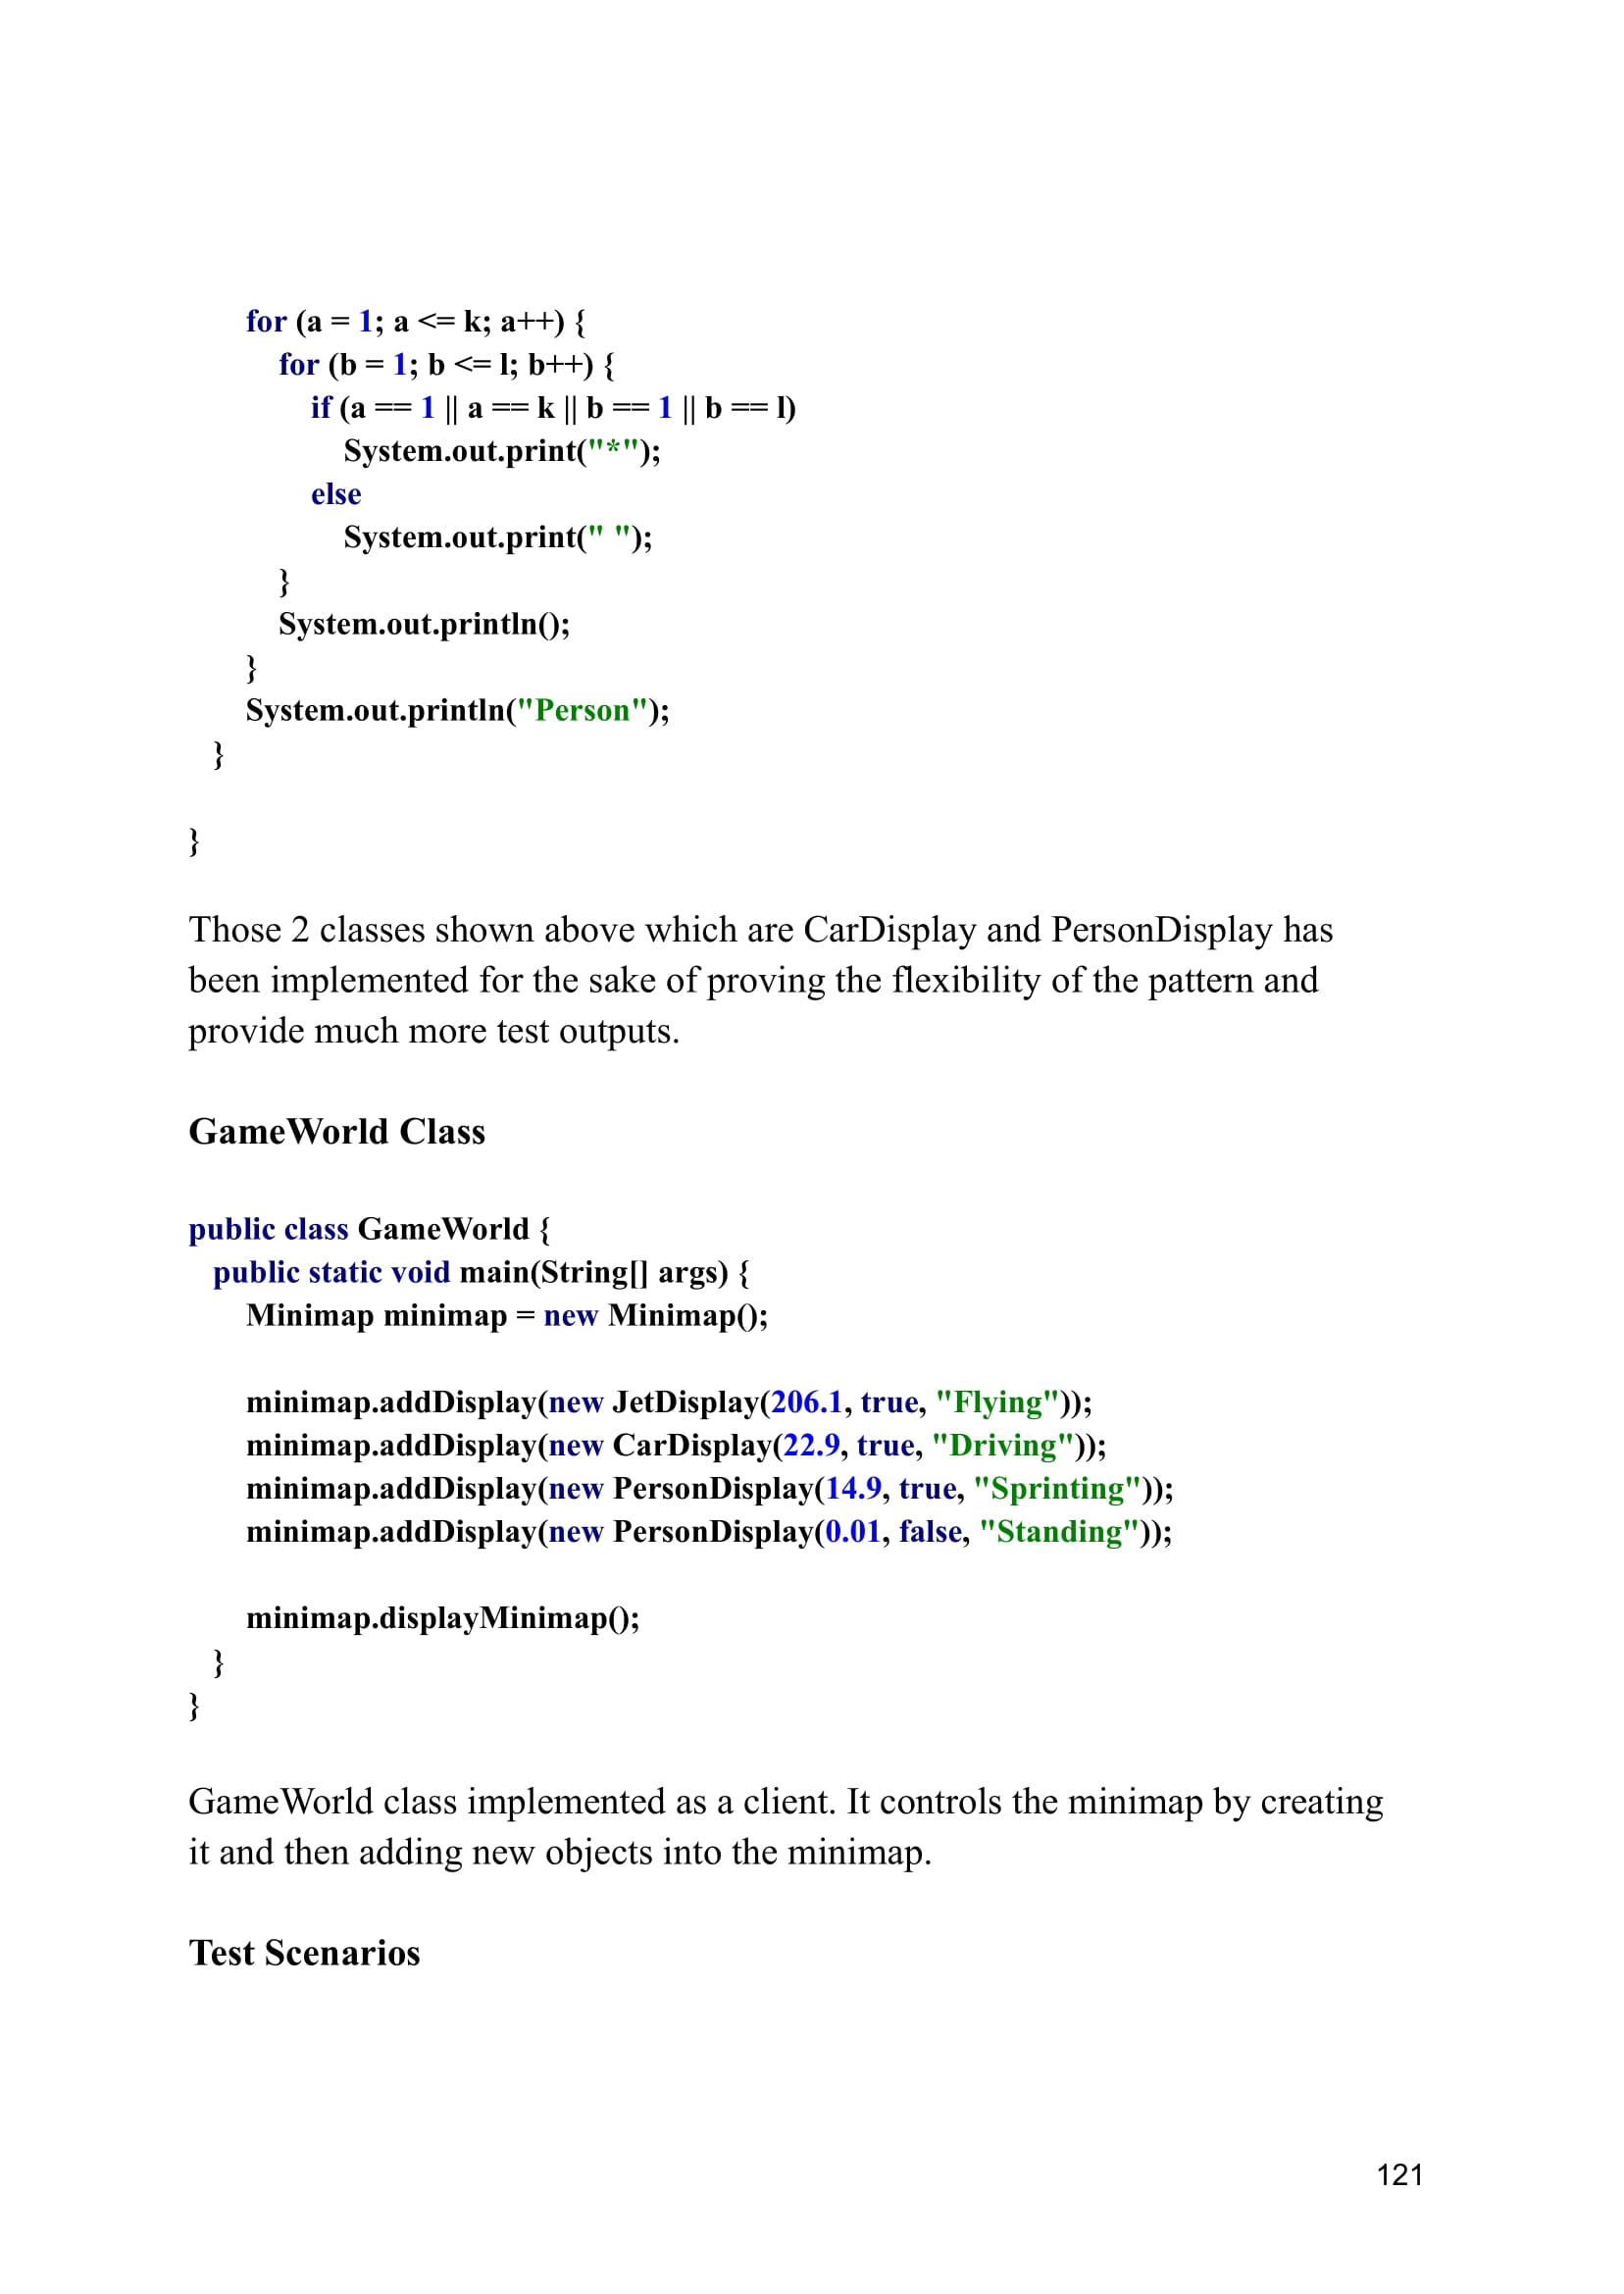 for (a = 1; a <= k; a++) {
for (b = 1; b <= l; b++) {
if (a == 1 || a == k || b == 1 || b == l)
System.out.print("*");
else
System.out.print(" ");
}
System.out.println();
}
System.out.println("Person");
}
}
Those 2 classes shown above which are CarDisplay and PersonDisplay has
been implemented for the sake of proving the flexibility of the pattern and
provide much more test outputs.
GameWorld Class
public class GameWorld {
public static void main(String[] args) {
Minimap minimap = new Minimap();
minimap.addDisplay(new JetDisplay(206.1, true, "Flying"));
minimap.addDisplay(new CarDisplay(22.9, true, "Driving"));
minimap.addDisplay(new PersonDisplay(14.9, true, "Sprinting"));
minimap.addDisplay(new PersonDisplay(0.01, false, "Standing"));
minimap.displayMinimap();
}
}
GameWorld class implemented as a client. It controls the minimap by creating
it and then adding new objects into the minimap.
Test Scenarios
121